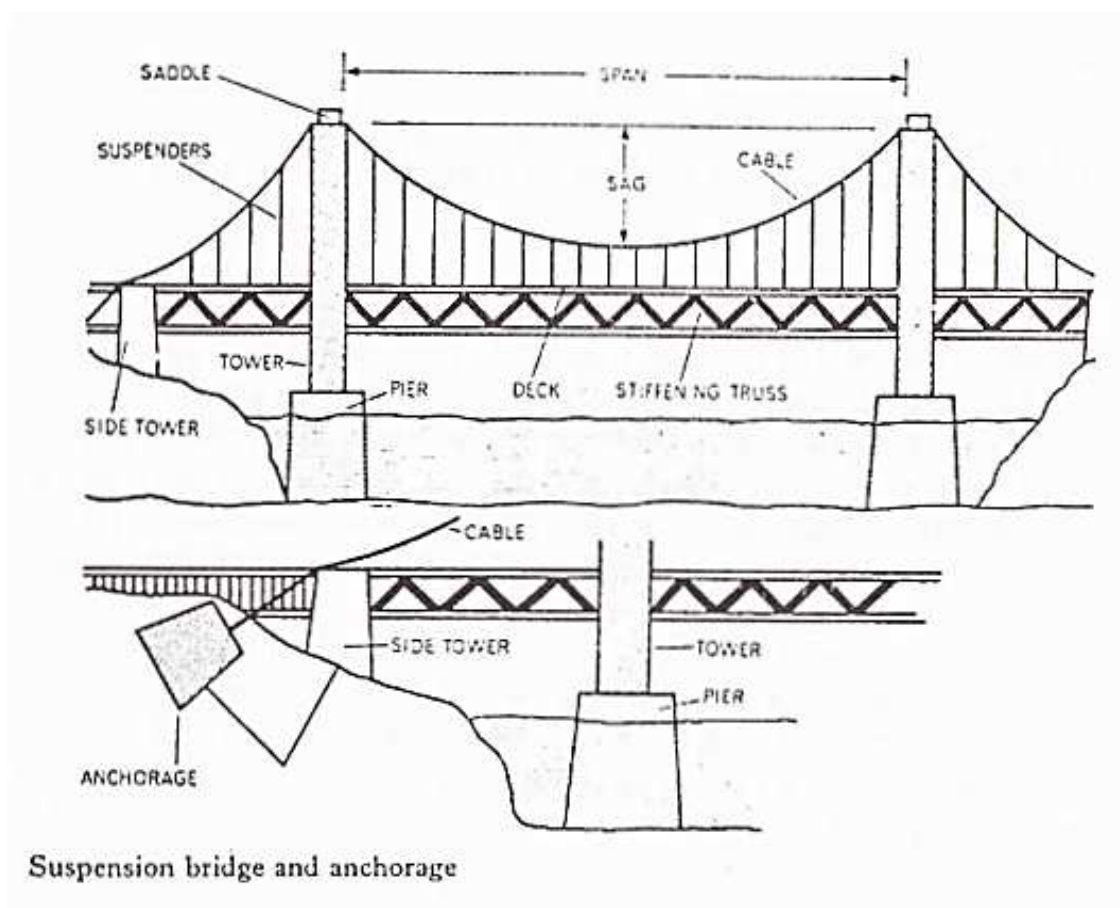 SADDLE
SPAN
SUSPENDERS
CABLE
SAG
TOWER
PIER
DECK
STIFFENING TRUSS
SIDE TOWER
CABLE
SIDE TOWER
TOWER
PIER
ANCHORAGE
Suspension bridge and anchorage